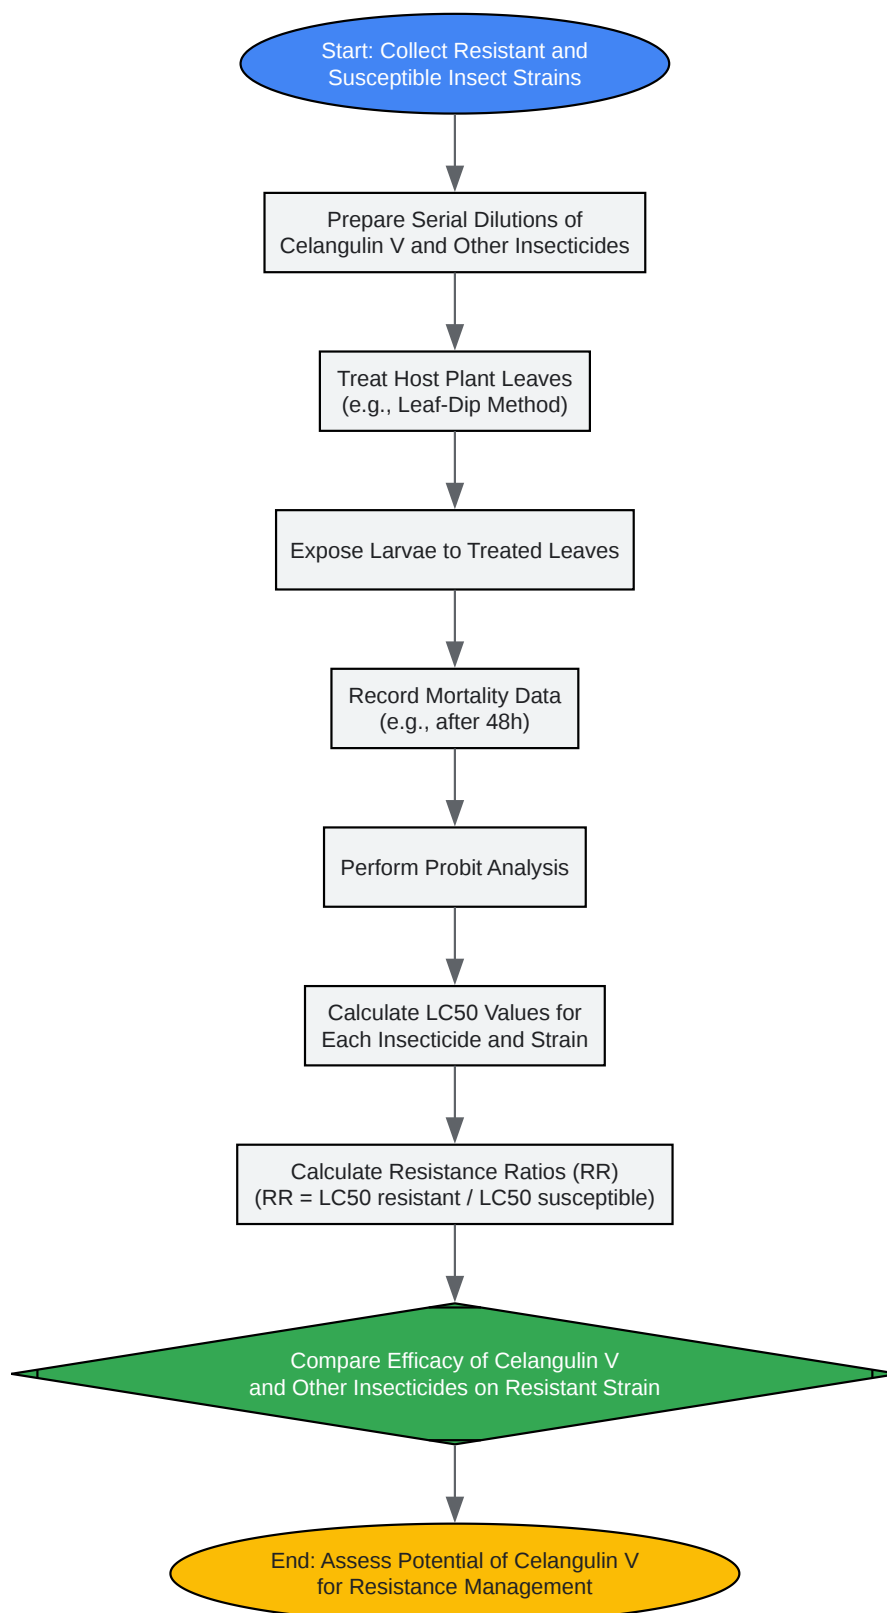 Start: Collect Resistant and
Susceptible Insect Strains
Prepare Serial Dilutions of
Celangulin V and Other Insecticides
Treat Host Plant Leaves
(e.g., Leaf-Dip Method)
Expose Larvae to Treated Leaves
Record Mortality Data
(e.g., after 48h)
Perform Probit Analysis
Calculate LC50 Values for
Each Insecticide and Strain
Calculate Resistance Ratios (RR)
(RR = LC50 resistant / LC50 susceptible)
Compare Efficacy of Celangulin V
and Other Insecticides on Resistant Strain
End: Assess Potential of Celangulin V
for Resistance Management